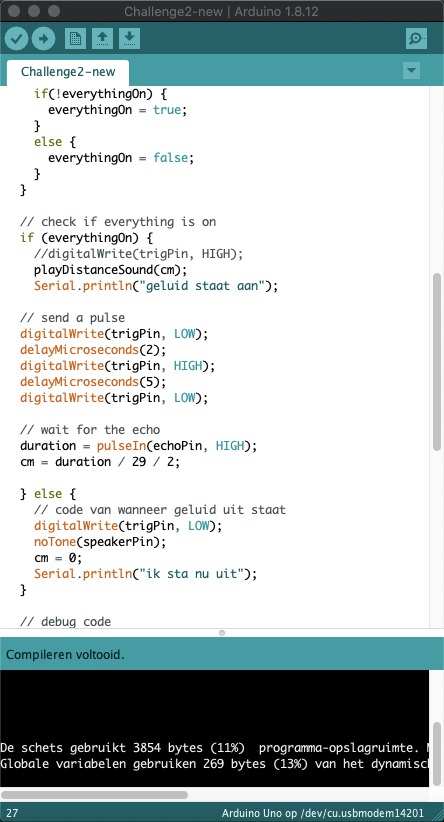 Challenge2-new | Arduino 1.8.12
Challenge2-new
if(!everythingOn) {
everythingOn = true;
}
else {
everythingOn = false;
}
}
// check if everything is on
if (everythingOn) {
//digitalWrite(trigPin, HIGH);
playDistanceSound(cm);
Serial.println("geluid staat aan");
// send a pulse
digitalWrite(trigPin, LOW);
delayMicroseconds(2);
digitalWrite(trigPin, HIGH);
delayMicroseconds(5);
digitalWrite(trigPin, LOW);
// wait for the echo
duration = pulseIn(echoPin, HIGH);
cm = duration / 29 / 2;
} else {
// code van wanneer geluid uit staat
digitalWrite(trigPin, LOW);
noTone(speakerPin);
cm = 0;
Serial.println("ik sta nu uit");
}
// debug code
Compileren voltooid.
De schets gebruikt 3854 bytes (11%)  programma-opslagruimte.
Globale variabelen gebruiken 269 bytes (13%) van het dynamisch
27
Arduino Uno op /dev/cu.usbmodem14201